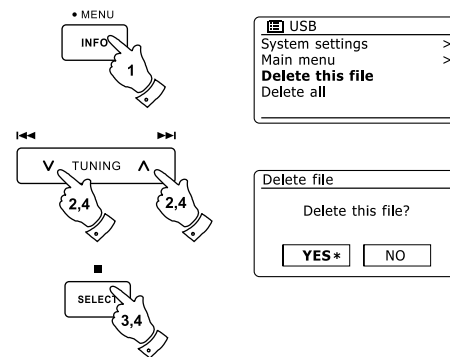 • MENU
INFO
1
TUNING
2,4
2,4
SELECT
3,4
USB
System settings >
Main menu >
Delete this file
Delete all
Delete file
Delete this file?
YES* NO